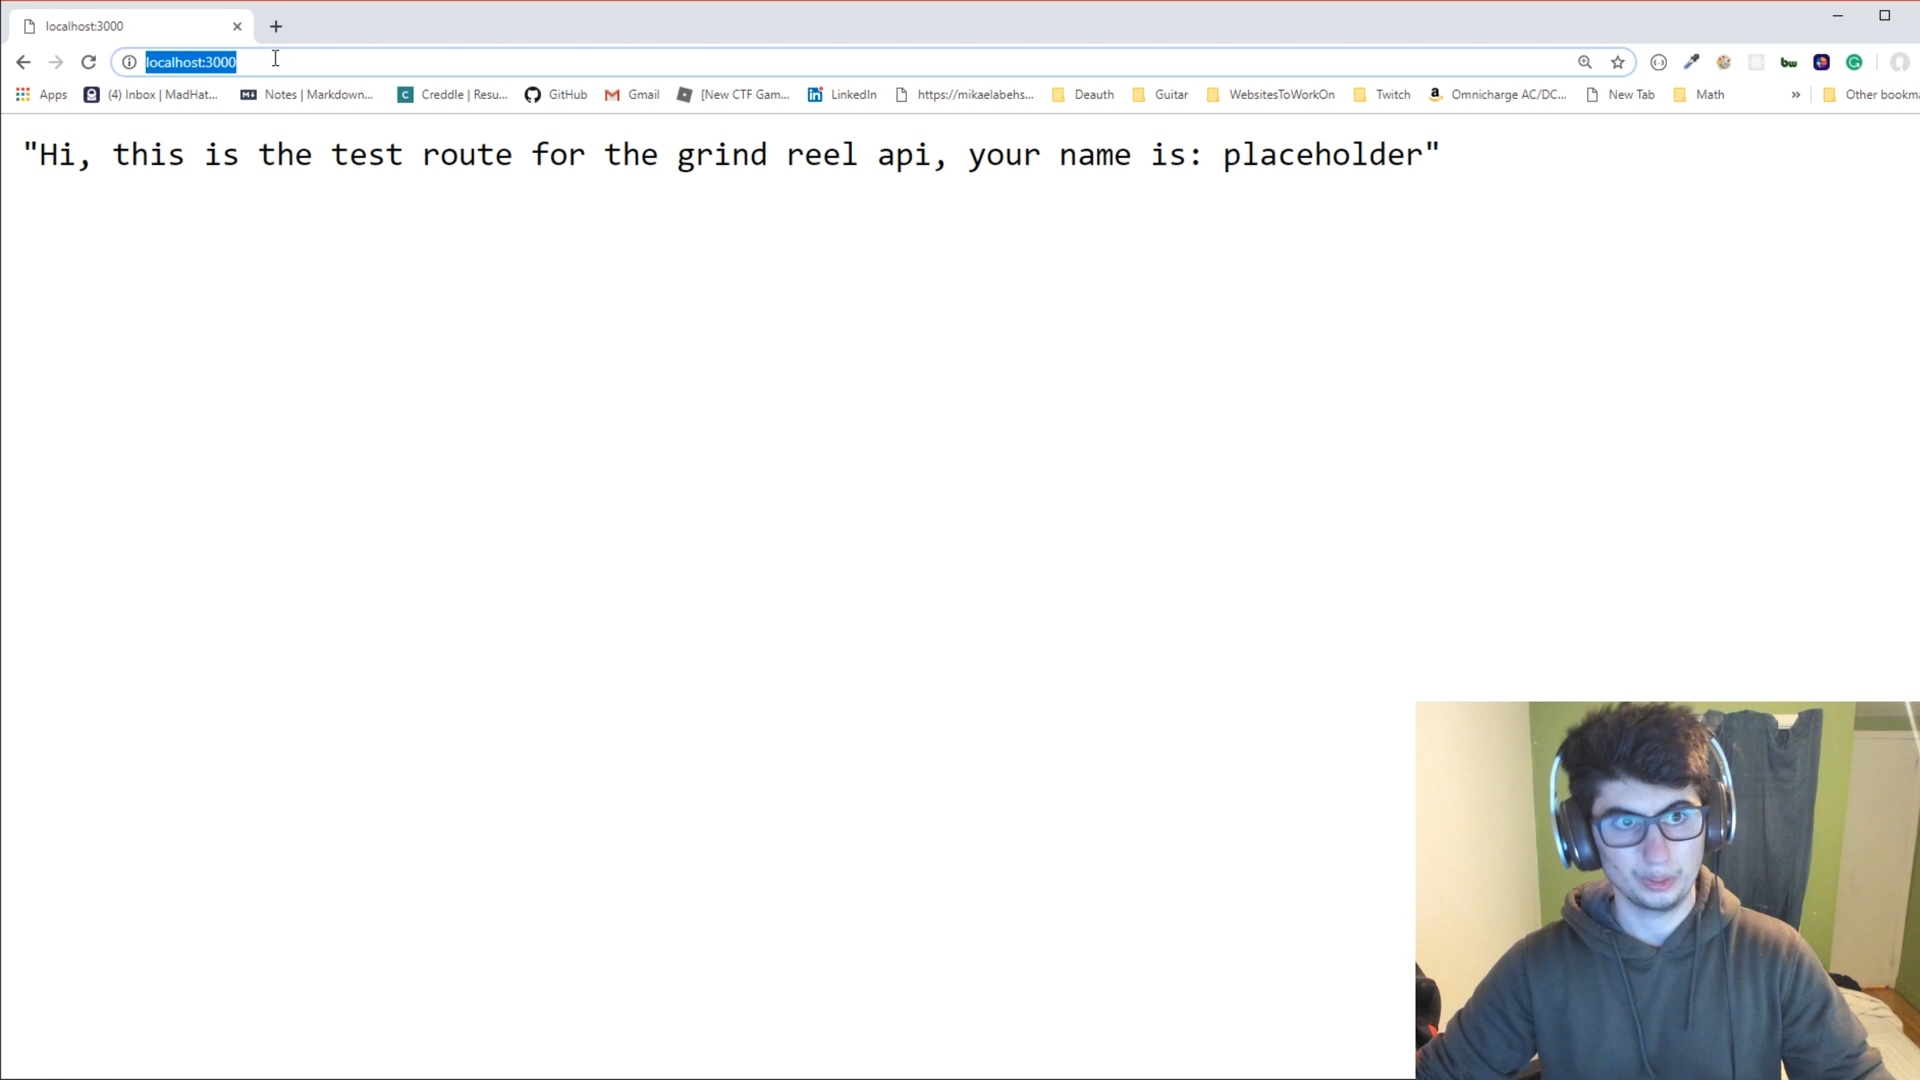 localhost:3000
localhost:3000
Apps
(4) Inbox | MadHat...
Notes | Markdown...
Creddle | Resu...
GitHub
Gmail
[New CTF Gam...
LinkedIn
https://mikaelabehs...
Deauth
Guitar
WebsitesToWorkOn
Twitch
Omnicharge AC/DC...
New Tab
Math
»
Other bookma
"Hi, this is the test route for the grind reel api, your name is: placeholder"